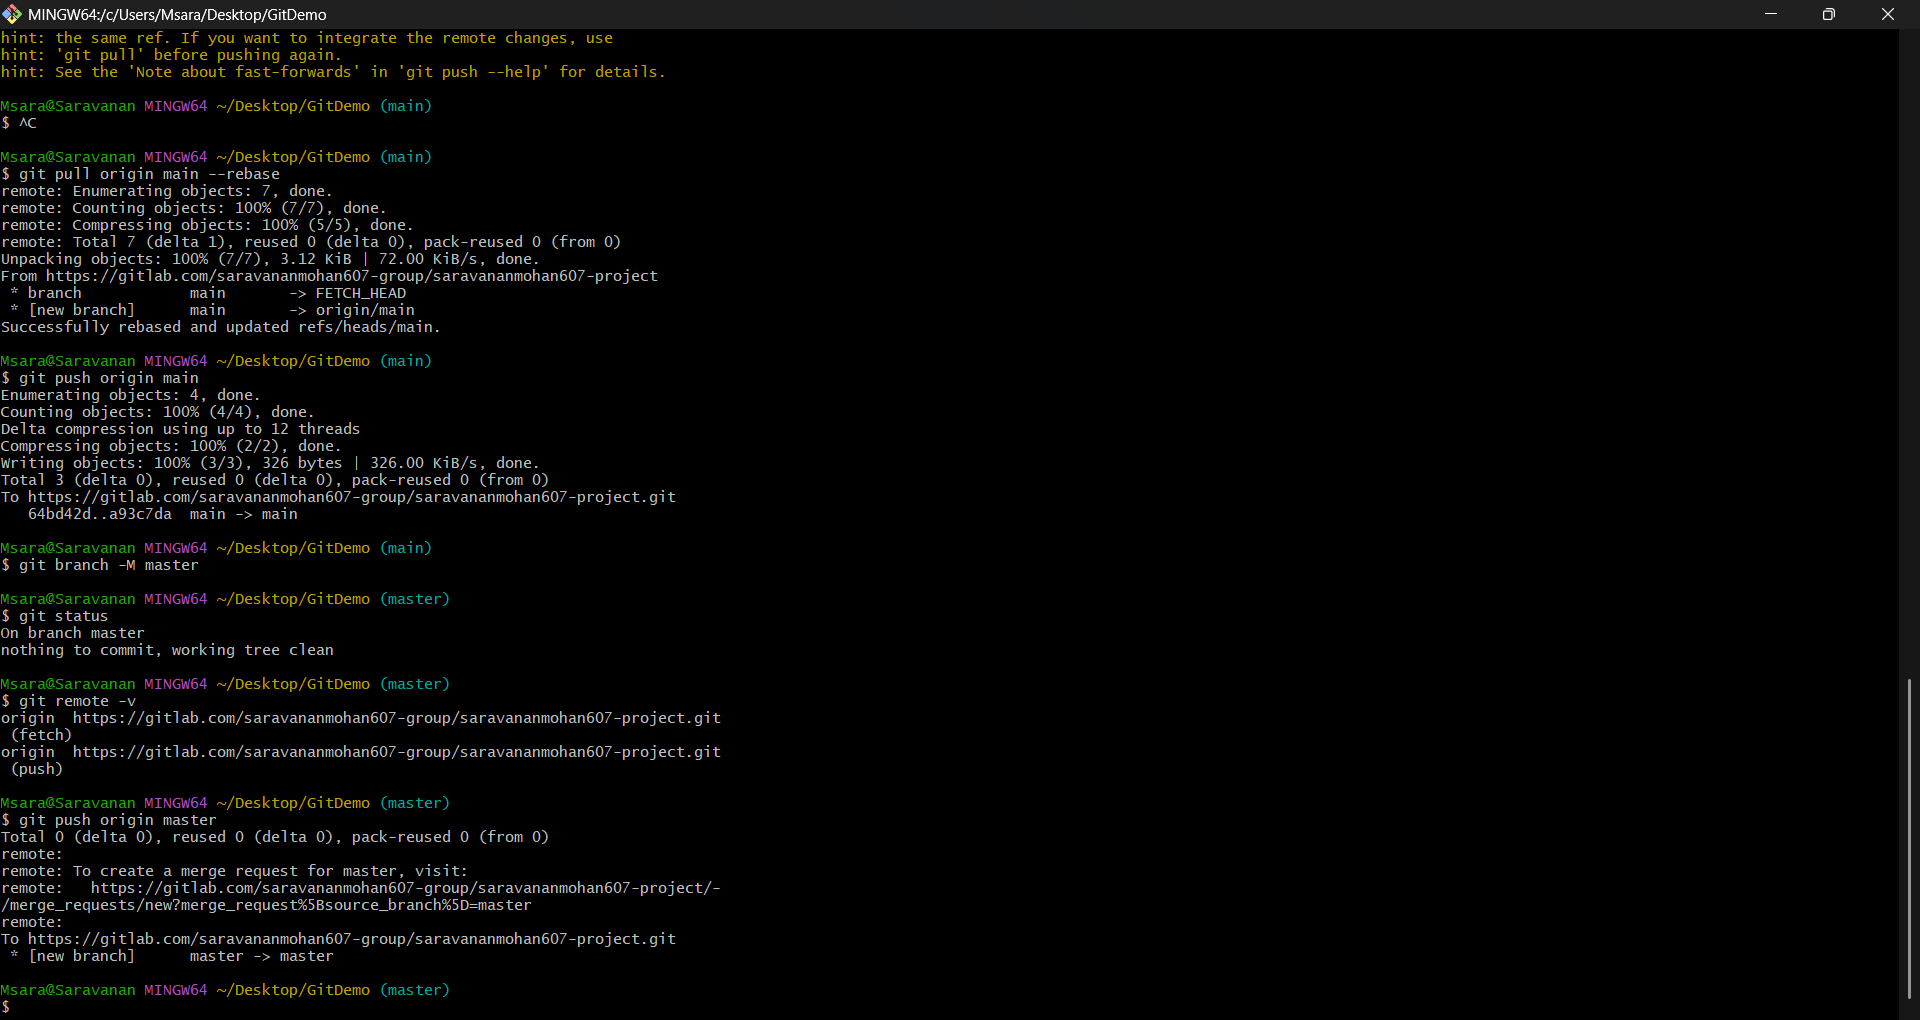 MINGW64:/c/Users/Msara/Desktop/GitDemo
hint: the same ref. If you want to integrate the remote changes, use
hint: 'git pull' before pushing again.
hint: See the 'Note about fast-forwards' in 'git push --help' for details.
Msara@Saravanan MINGW64 ~/Desktop/GitDemo (main)
$ ^C
Msara@Saravanan MINGW64 ~/Desktop/GitDemo (main)
$ git pull origin main --rebase
remote: Enumerating objects: 7, done.
remote: Counting objects: 100% (7/7), done.
remote: Compressing objects: 100% (5/5), done.
remote: Total 7 (delta 1), reused 0 (delta 0), pack-reused 0 (from 0)
Unpacking objects: 100% (7/7), 3.12 KiB | 72.00 KiB/s, done.
From https://gitlab.com/saravananmohan607-group/saravananmohan607-project
 * branch            main       -> FETCH_HEAD
 * [new branch]      main       -> origin/main
Successfully rebased and updated refs/heads/main.
Msara@Saravanan MINGW64 ~/Desktop/GitDemo (main)
$ git push origin main
Enumerating objects: 4, done.
Counting objects: 100% (4/4), done.
Delta compression using up to 12 threads
Compressing objects: 100% (2/2), done.
Writing objects: 100% (3/3), 326 bytes | 326.00 KiB/s, done.
Total 3 (delta 0), reused 0 (delta 0), pack-reused 0 (from 0)
To https://gitlab.com/saravananmohan607-group/saravananmohan607-project.git
   64bd42d..a93c7da  main -> main
Msara@Saravanan MINGW64 ~/Desktop/GitDemo (main)
$ git branch -M master
Msara@Saravanan MINGW64 ~/Desktop/GitDemo (master)
$ git status
On branch master
nothing to commit, working tree clean
Msara@Saravanan MINGW64 ~/Desktop/GitDemo (master)
$ git remote -v
origin  https://gitlab.com/saravananmohan607-group/saravananmohan607-project.git
 (fetch)
origin  https://gitlab.com/saravananmohan607-group/saravananmohan607-project.git
 (push)
Msara@Saravanan MINGW64 ~/Desktop/GitDemo (master)
$ git push origin master
Total 0 (delta 0), reused 0 (delta 0), pack-reused 0 (from 0)
remote:
remote: To create a merge request for master, visit:
remote:   https://gitlab.com/saravananmohan607-group/saravananmohan607-project/-
/merge_requests/new?merge_request%5Bsource_branch%5D=master
remote:
To https://gitlab.com/saravananmohan607-group/saravananmohan607-project.git
 * [new branch]      master -> master
Msara@Saravanan MINGW64 ~/Desktop/GitDemo (master)
$